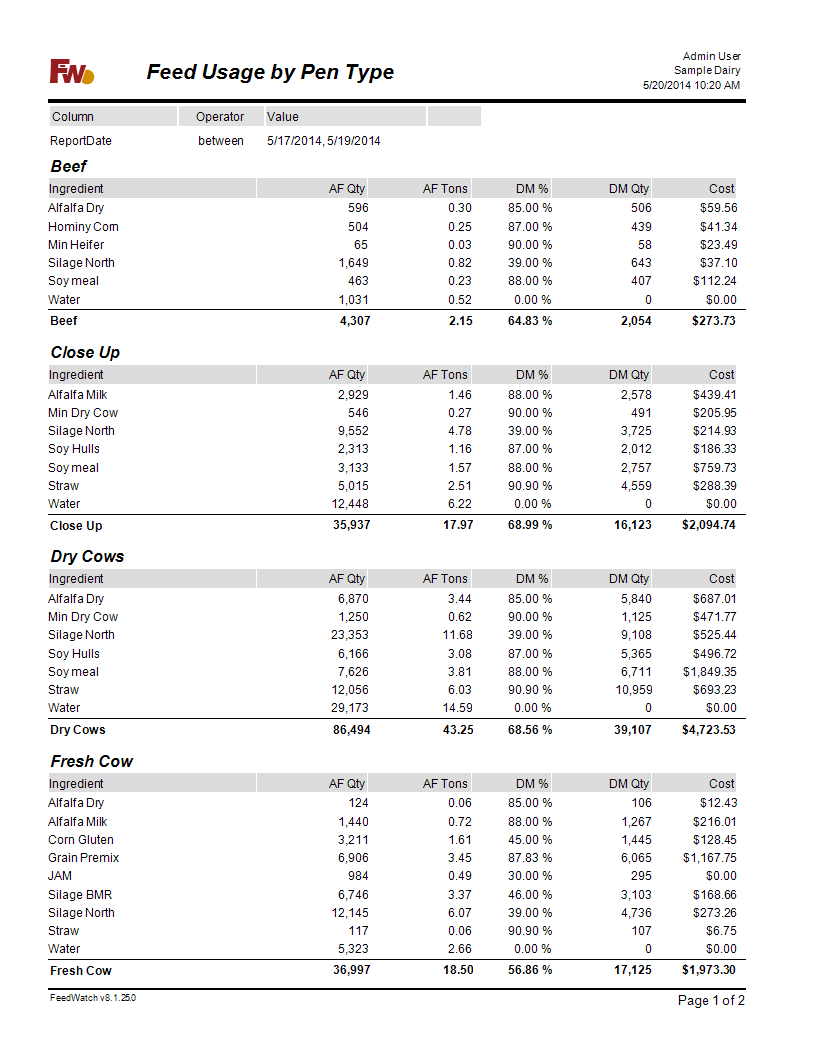 FW
Feed Usage by Pen Type
Admin User
Sample Dairy
5/20/2014 10:20 AM
Column Operator Value
ReportDate between 5/17/2014, 5/19/2014
Beef
Ingredient AF Qty AF Tons DM % DM Qty Cost
Alfalfa Dry 596 0.30 85.00 % 506 $59.56
Hominy Corn 504 0.25 87.00 % 439 $41.34
Min Heifer 65 0.03 90.00 % 58 $23.49
Silage North 1,649 0.82 39.00 % 643 $37.10
Soy meal 463 0.23 88.00 % 407 $112.24
Water 1,031 0.52 0.00 % 0 $0.00
Beef 4,307 2.15 64.83 % 2,054 $273.73
Close Up
Ingredient AF Qty AF Tons DM % DM Qty Cost
Alfalfa Milk 2,929 1.46 88.00 % 2,578 $439.41
Min Dry Cow 546 0.27 90.00 % 491 $205.95
Silage North 9,552 4.78 39.00 % 3,725 $214.93
Soy Hulls 2,313 1.16 87.00 % 2,012 $186.33
Soy meal 3,133 1.57 88.00 % 2,757 $759.73
Straw 5,015 2.51 90.90 % 4,559 $288.39
Water 12,448 6.22 0.00 % 0 $0.00
Close Up 35,937 17.97 68.99 % 16,123 $2,094.74
Dry Cows
Ingredient AF Qty AF Tons DM % DM Qty Cost
Alfalfa Dry 6,870 3.44 85.00 % 5,840 $687.01
Min Dry Cow 1,250 0.62 90.00 % 1,125 $471.77
Silage North 23,353 11.68 39.00 % 9,108 $525.44
Soy Hulls 6,166 3.08 87.00 % 5,365 $496.72
Soy meal 7,626 3.81 88.00 % 6,711 $1,849.35
Straw 12,056 6.03 90.90 % 10,959 $693.23
Water 29,173 14.59 0.00 % 0 $0.00
Dry Cows 86,494 43.25 68.56 % 39,107 $4,723.53
Fresh Cow
Ingredient AF Qty AF Tons DM % DM Qty Cost
Alfalfa Dry 124 0.06 85.00 % 106 $12.43
Alfalfa Milk 1,440 0.72 88.00 % 1,267 $216.01
Corn Gluten 3,211 1.61 45.00 % 1,445 $128.45
Grain Premix 6,906 3.45 87.83 % 6,065 $1,167.75
JAM 984 0.49 30.00 % 295 $0.00
Silage BMR 6,746 3.37 46.00 % 3,103 $168.66
Silage North 12,145 6.07 39.00 % 4,736 $273.26
Straw 117 0.06 90.90 % 107 $6.75
Water 5,323 2.66 0.00 % 0 $0.00
Fresh Cow 36,997 18.50 56.86 % 17,125 $1,973.30
FeedWatch v8.1.25.0
Page 1 of 2